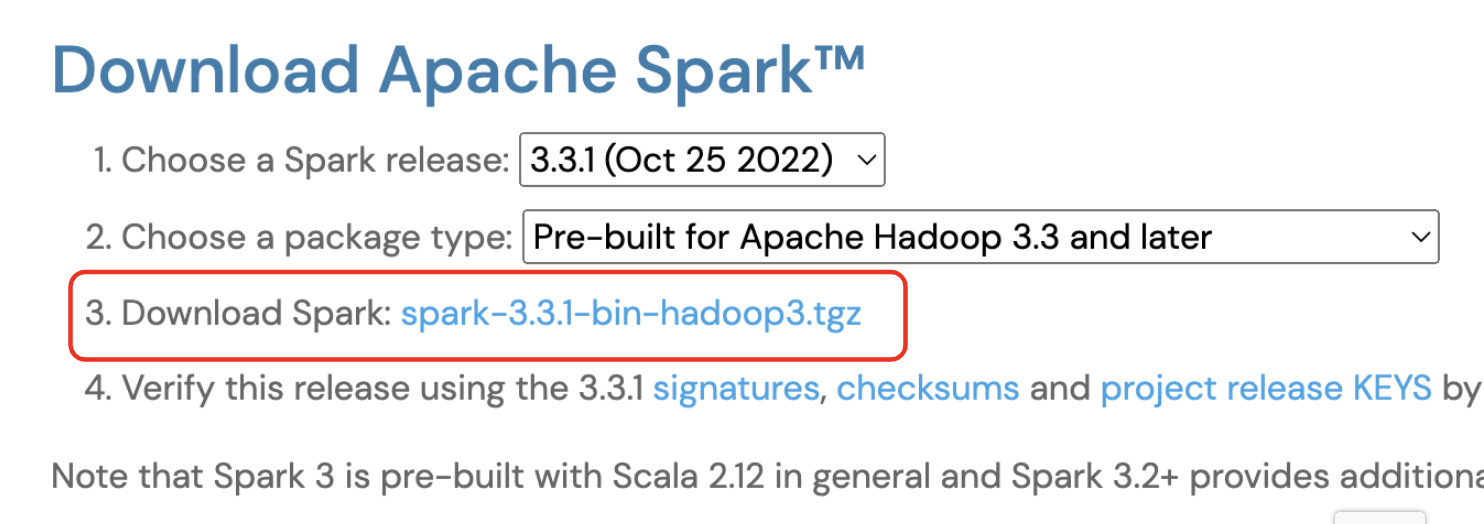 Download Apache Spark™
1. Choose a Spark release: 3.3.1 (Oct 25 2022)
2. Choose a package type: Pre-built for Apache Hadoop 3.3 and later
3. Download Spark: spark-3.3.1-bin-hadoop3.tgz
4. Verify this release using the 3.3.1 signatures, checksums and project release KEYS by
Note that Spark 3 is pre-built with Scala 2.12 in general and Spark 3.2+ provides additiona